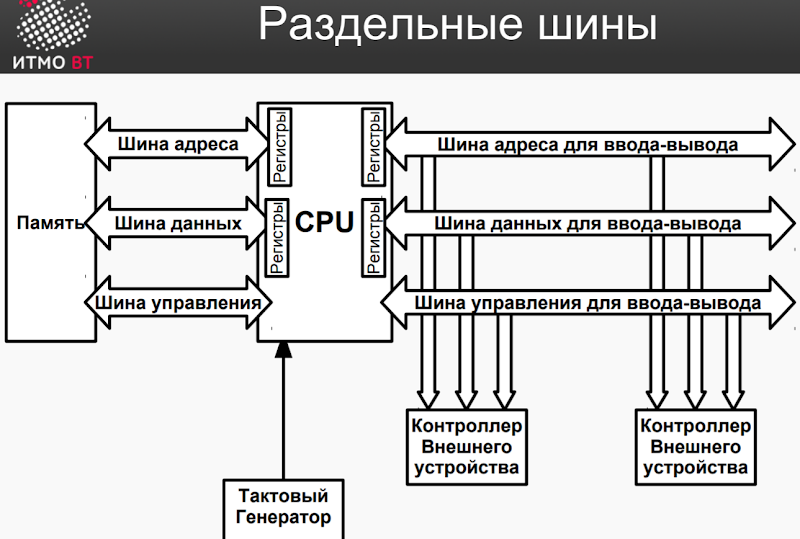 Раздельные шины
ИТМО ВТ
Шина адреса
Регистры
Регистры
Шина адреса для ввода-вывода
Память
Шина данных
Регистры
CPU
Регистры
Шина данных для ввода-вывода
Шина управления
Шина управления для ввода-вывода
Контроллер
Внешнего
устройства
Контроллер
Внешнего
устройства
Тактовый
Генератор